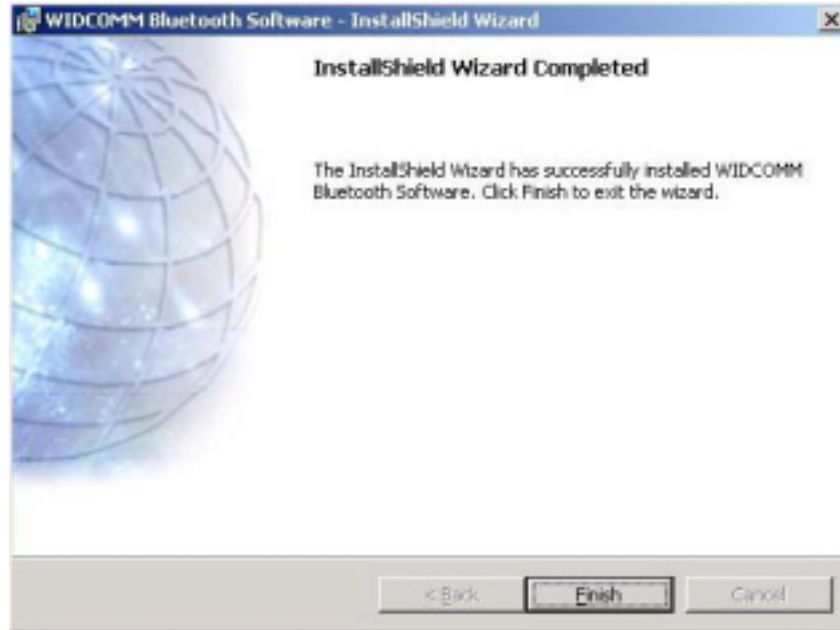 WIDCOMM Bluetooth Software - InstallShield Wizard
InstallShield Wizard Completed
The InstallShield Wizard has successfully installed WIDCOMM
Bluetooth Software. Click Finish to exit the wizard.
< Back Finish Cancel